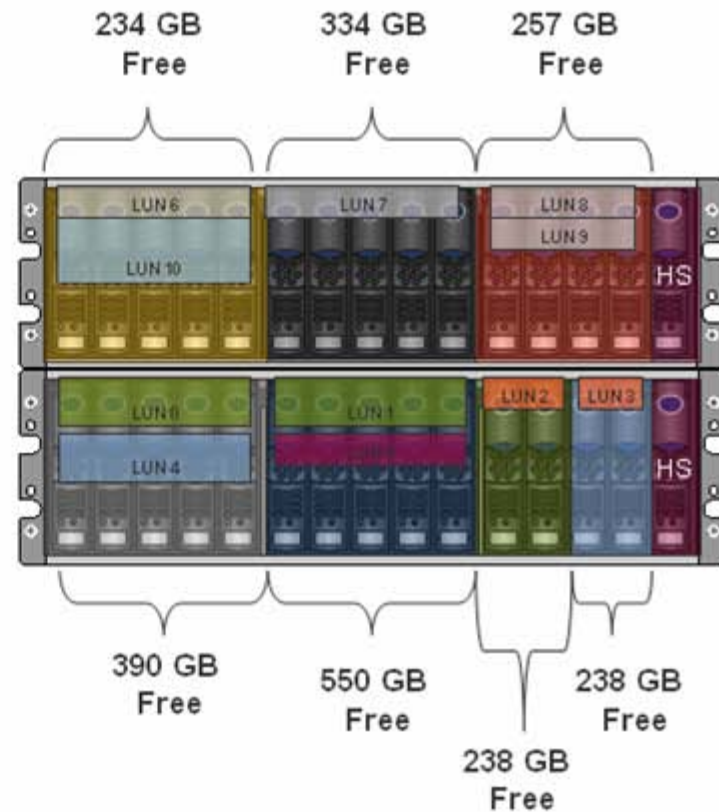 234 GB
Free
334 GB
Free
257 GB
Free
LUN 6
LUN 7
LUN 8
LUN 9
LUN 10
HS
LUN 0
LUN 1
LUN 2
LUN 3
LUN 4
HS
390 GB
Free
550 GB
Free
238 GB
Free
238 GB
Free